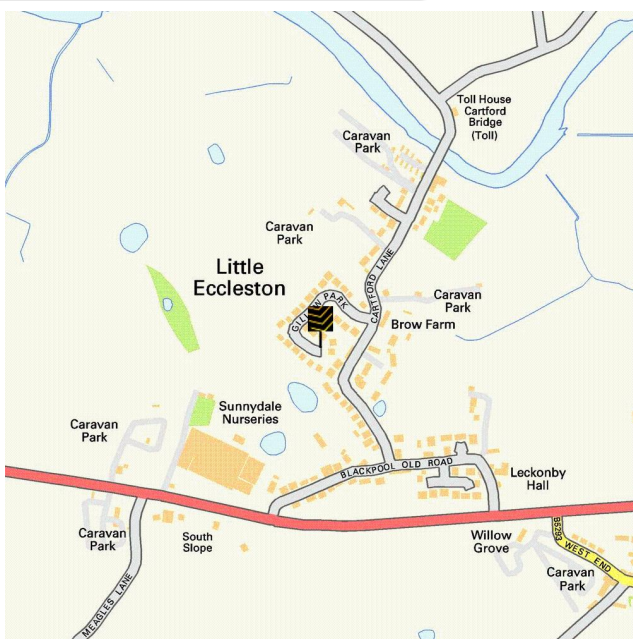 Toll House
Cartford
Bridge
(Toll)
Caravan
Park
Caravan
Park
CARTFORD LANE
Little
Eccleston
GILLOW PARK
Caravan
Park
Brow Farm
Sunnydale
Nurseries
Caravan
Park
BLACKPOOL OLD ROAD
Leckonby
Hall
Caravan
Park
South
Slope
Willow
Grove
B5293
WEST END
Caravan
Park
MEAGLES LANE